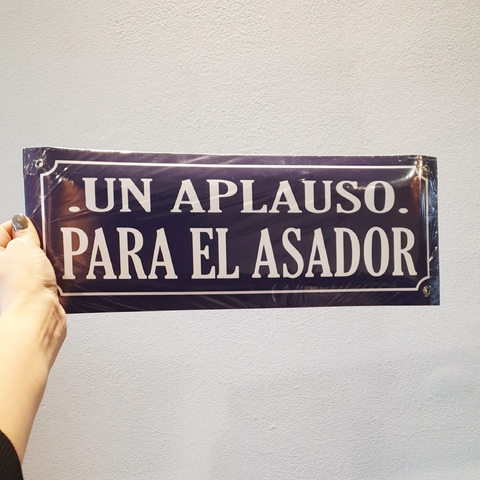 .UN APLAUSO.
PARA EL ASADOR